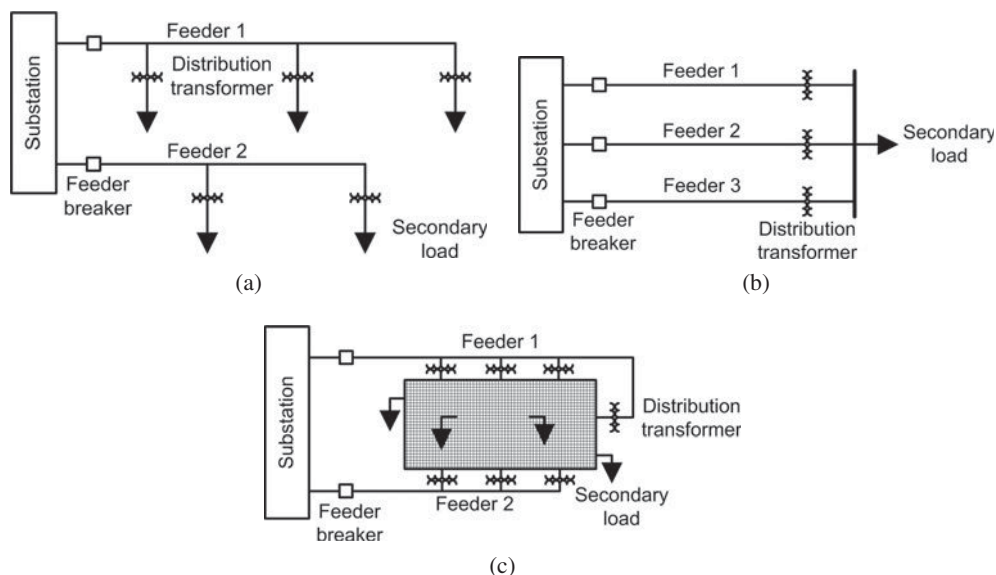 Substation
Feeder 1
Distribution
transformer
Feeder 2
Feeder
breaker
Secondary
load
(a)
Substation
Feeder 1
Feeder 2
Feeder 3
Feeder
breaker
Distribution
transformer
Secondary
load
(b)
Substation
Feeder 1
Distribution
transformer
Feeder 2
Feeder
breaker
Secondary
load
(c)